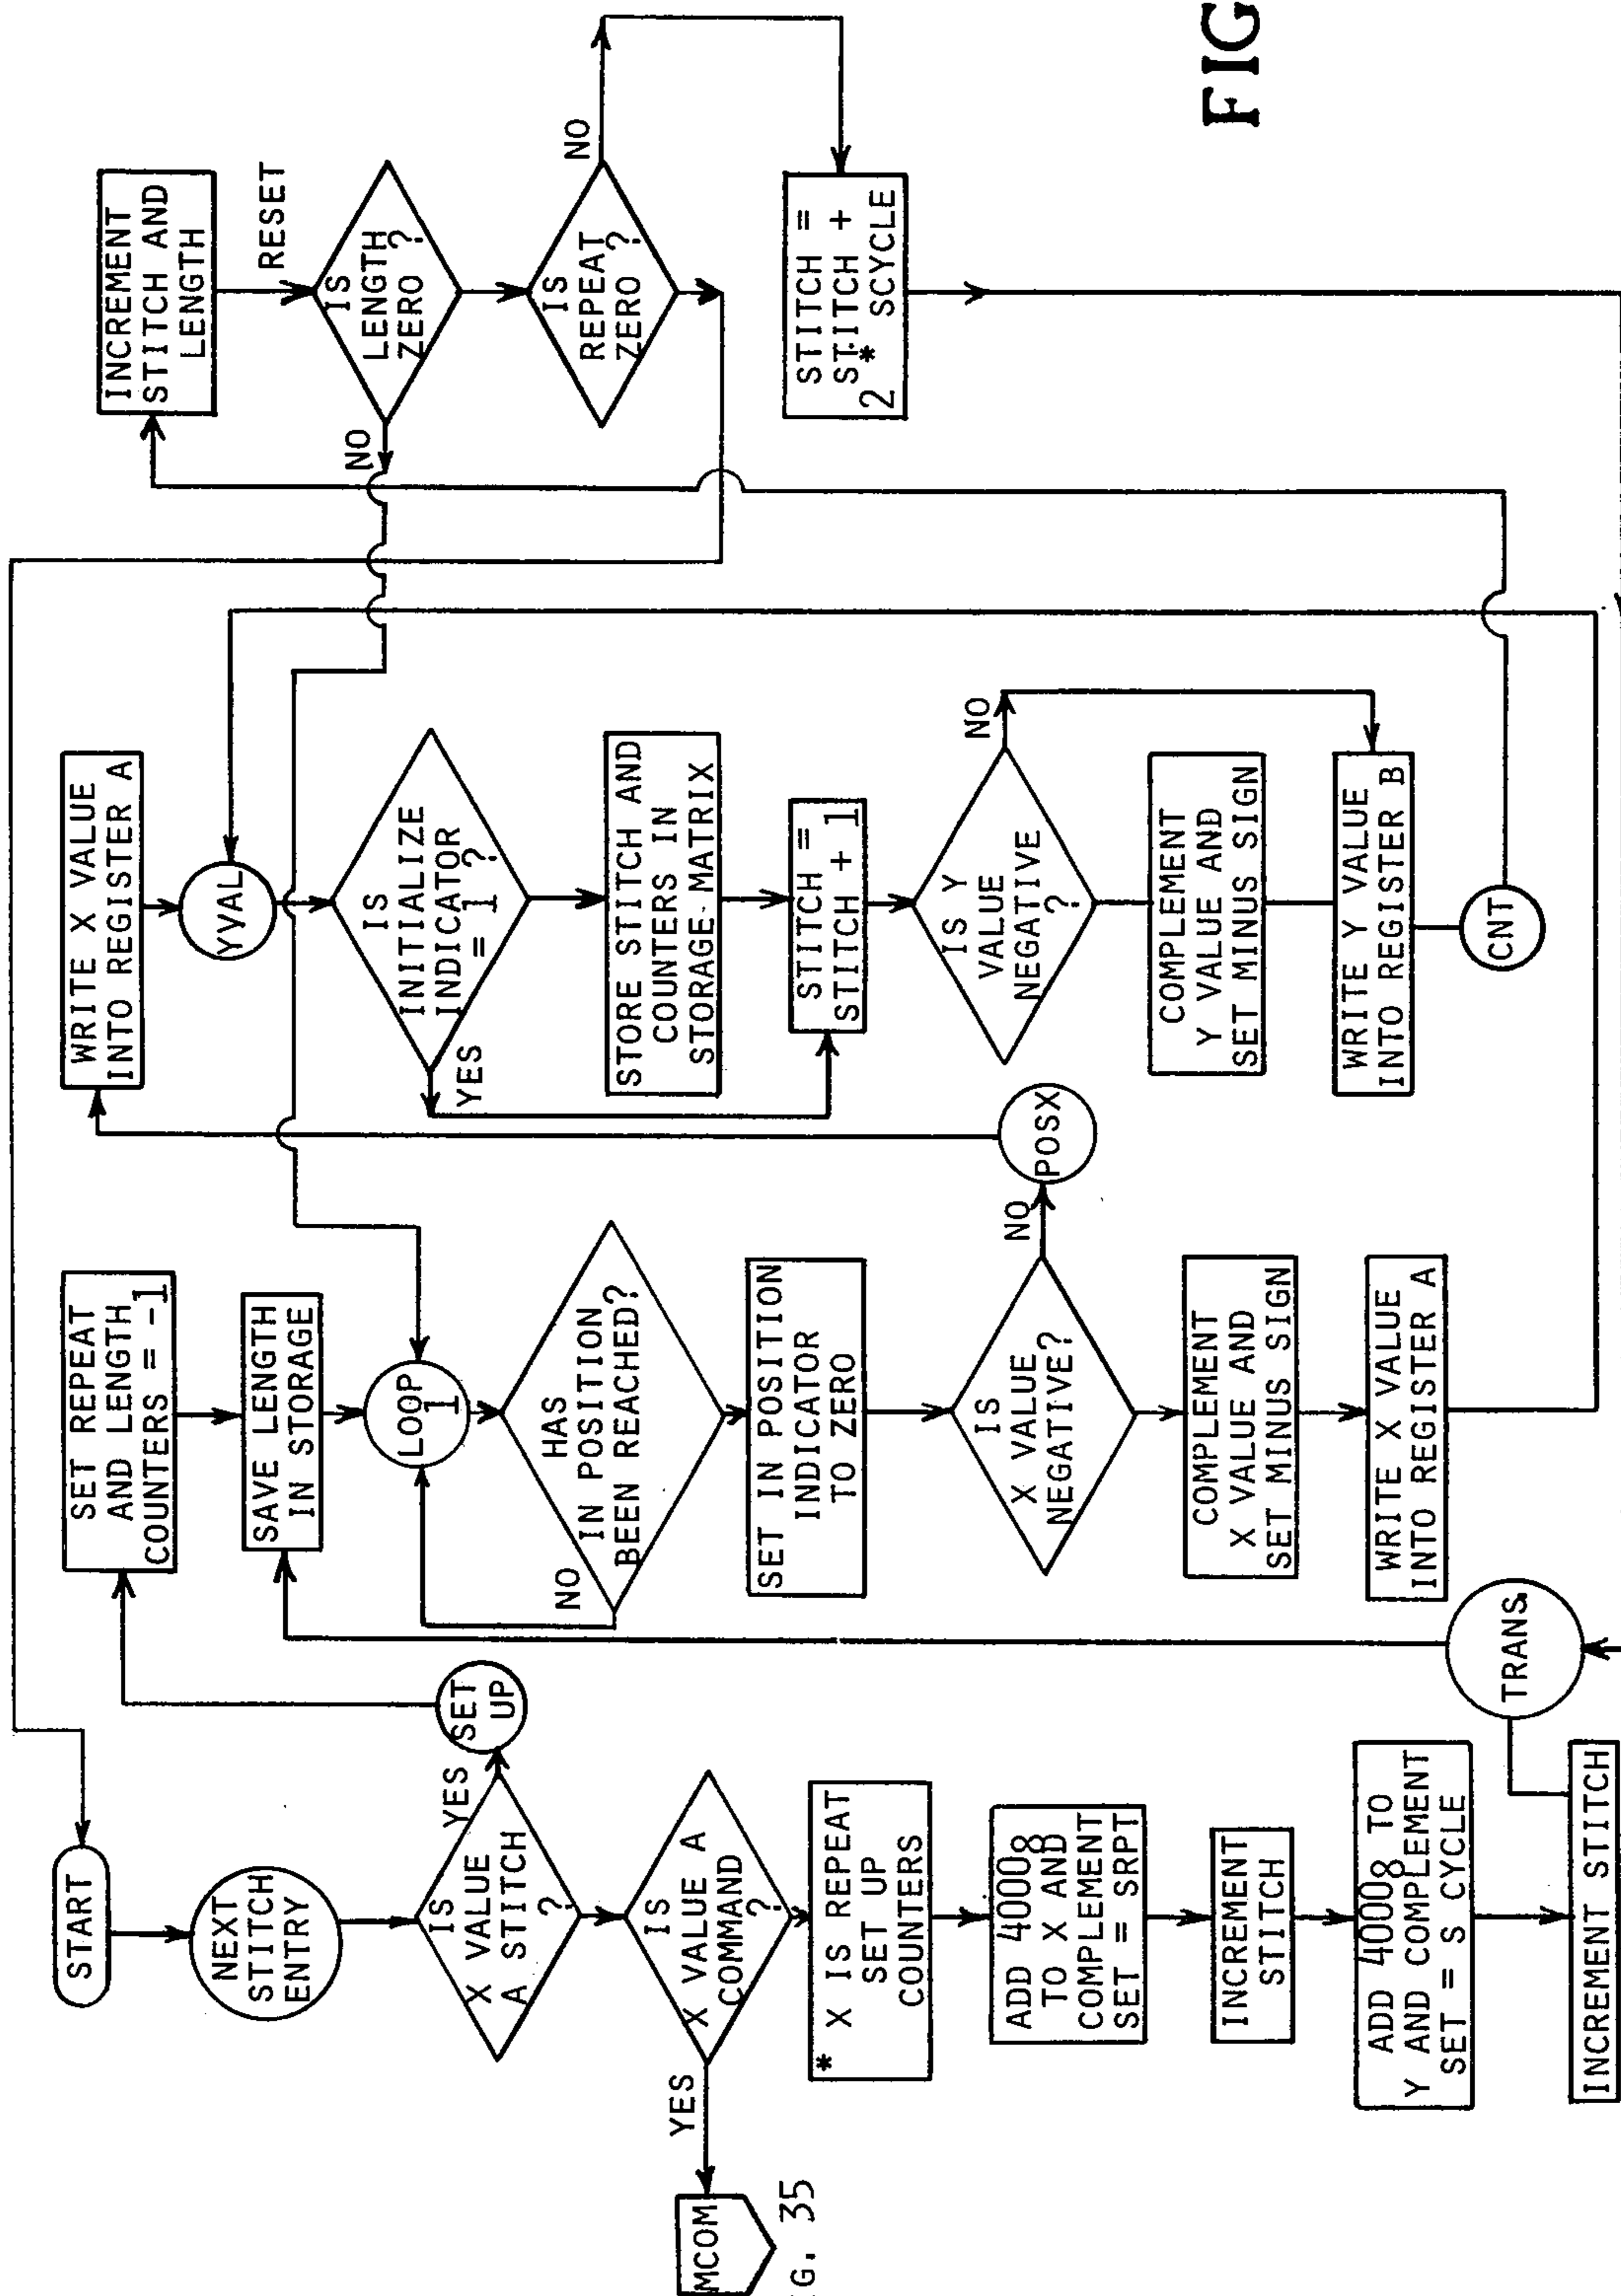 START
NEXT
STITCH
ENTRY
IS
X VALUE
A STITCH
?
YES
SET
UP
IS
X VALUE A
COMMAND
?
YES
MCOM
G. 35
* X IS REPEAT
SET UP
COUNTERS
ADD 4000₈
TO X AND
COMPLEMENT
SET = SRPT
INCREMENT
STITCH
ADD 4000₈ TO
Y AND COMPLEMENT
SET = S CYCLE
INCREMENT STITCH
TRANS.
SET REPEAT
AND LENGTH
COUNTERS = -1
SAVE LENGTH
IN STORAGE
LOOP
1
HAS
IN POSITION
BEEN REACHED?
NO
SET IN POSITION
INDICATOR
TO ZERO
IS
X VALUE
NEGATIVE?
NO
POSX
COMPLEMENT
X VALUE AND
SET MINUS SIGN
WRITE X VALUE
INTO REGISTER A
WRITE X VALUE
INTO REGISTER A
YVAL
IS
INITIALIZE
INDICATOR
= 1 ?
YES
STORE STITCH AND
COUNTERS IN
STORAGE MATRIX
STITCH =
STITCH + 1
IS Y
VALUE
NEGATIVE
?
NO
COMPLEMENT
Y VALUE AND
SET MINUS SIGN
WRITE Y VALUE
INTO REGISTER B
CNT
INCREMENT
STITCH AND
LENGTH
RESET
IS
LENGTH
ZERO ?
NO
IS
REPEAT
ZERO ?
NO
STITCH =
STITCH +
2 * SCYCLE
FIG